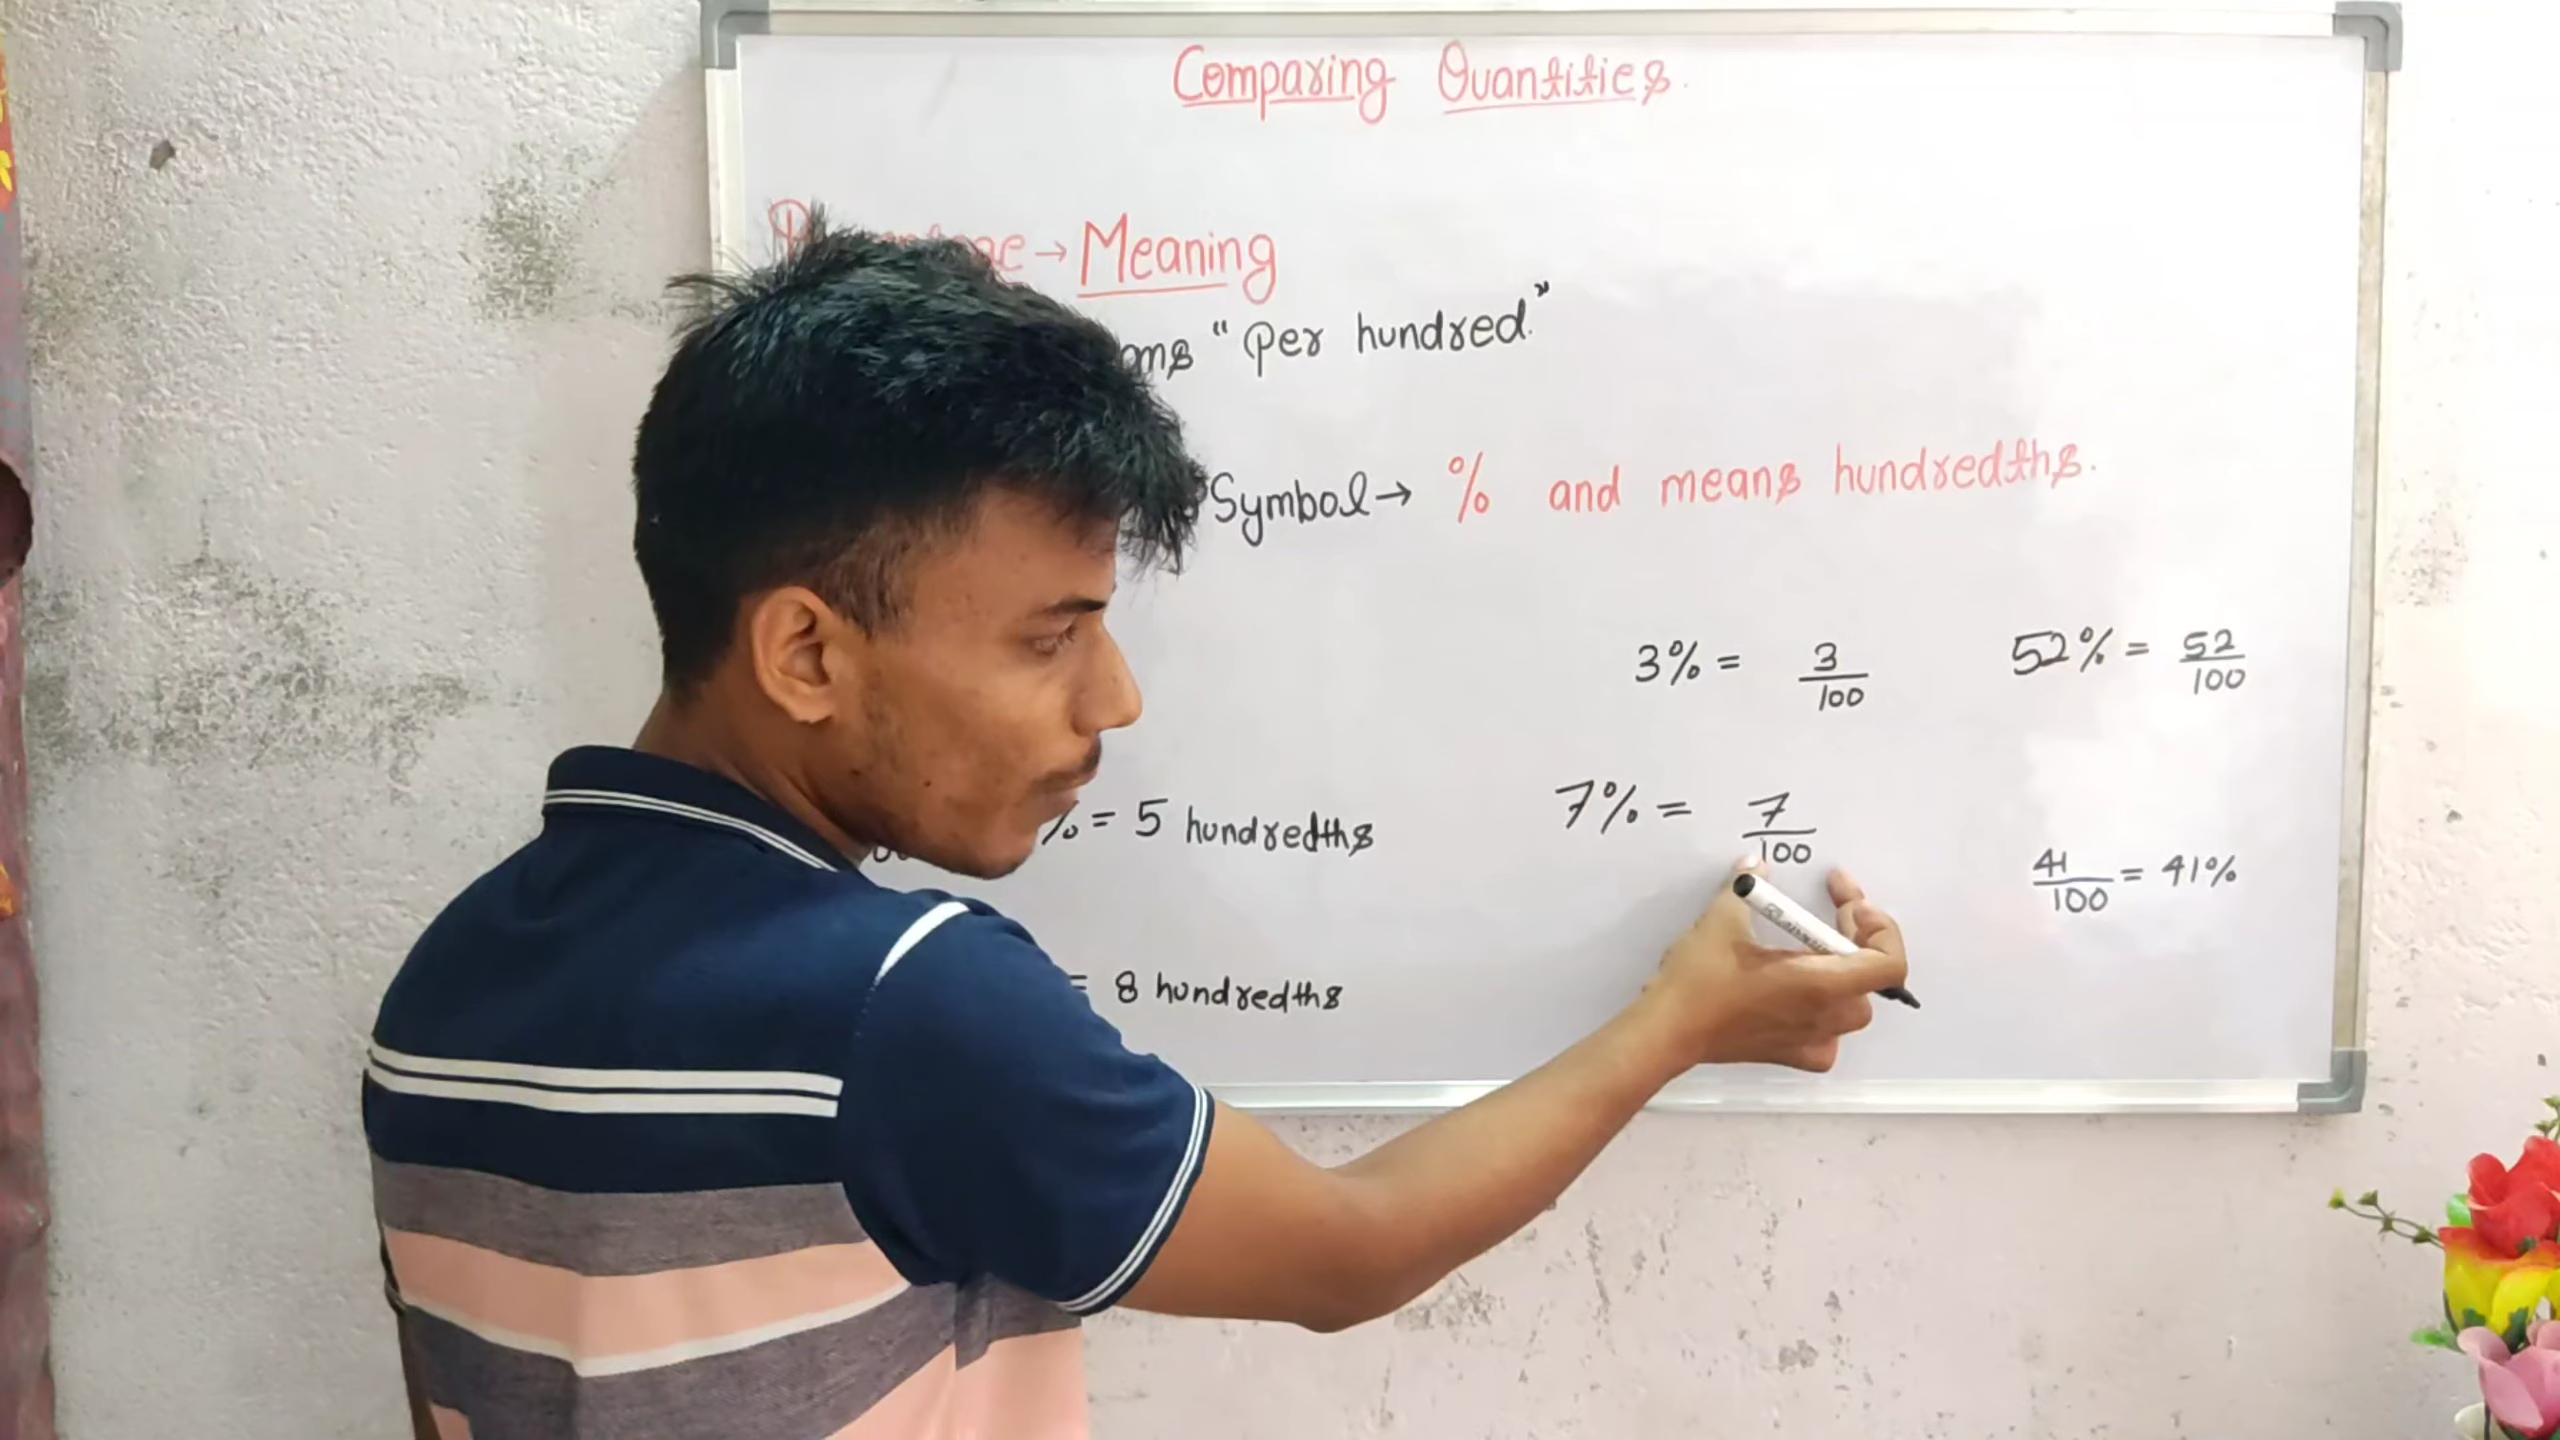 Comparing Quantities.
→ Meaning
"Per hundred."
Symbol → % and means hundredths.
3% = 3/100
52% = 52/100
% = 5 hundredths
7% = 7/100
41/100 = 41%
= 8 hundredths